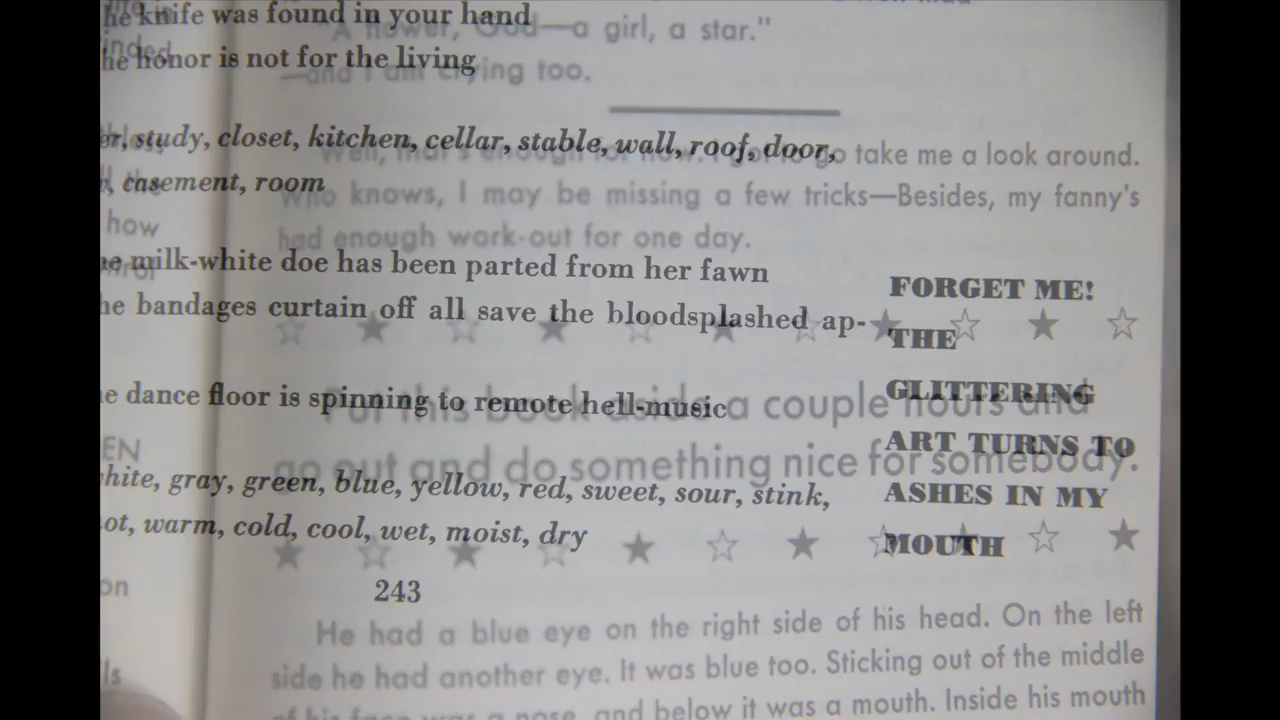 he knife was found in your hand
"A flower, God—a girl, a star."
he honor is not for the living
—and I am crying too.
er, study, closet, kitchen, cellar, stable, wall, roof, door,
go take me a look around.
casement, room
Who knows, I may be missing a few tricks—Besides, my fanny's
how
had enough work-out for one day.
he milk-white doe has been parted from her fawn
FORGET ME!
he bandages curtain off all save the bloodsplashed ap-
THE
he dance floor is spinning to remote hell-music
GLITTERING
Put this book aside a couple hours and
ART TURNS TO
EN
go out and do something nice for somebody.
hite, gray, green, blue, yellow, red, sweet, sour, stink,
ASHES IN MY
ot, warm, cold, cool, wet, moist, dry
MOUTH
243
on
He had a blue eye on the right side of his head. On the left
side he had another eye. It was blue too. Sticking out of the middle
ls
of his face was a nose, and below it was a mouth. Inside his mouth